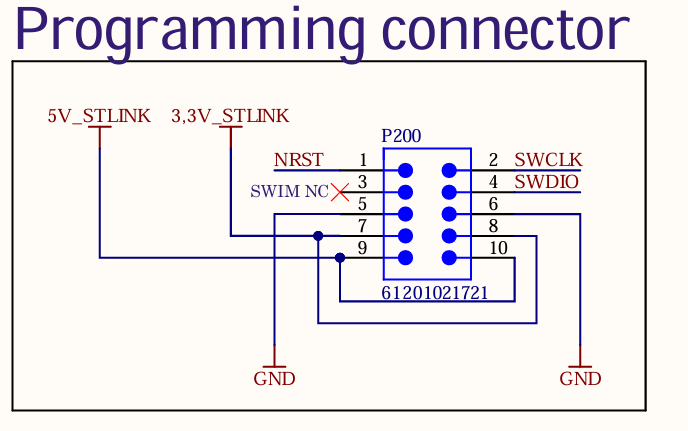 Programming connector
5V_STLINK 3,3V_STLINK
P200
NRST 1 2 SWCLK
SWIM NC 3 4 SWDIO
5 6
7 8
9 10
61201021721
GND GND